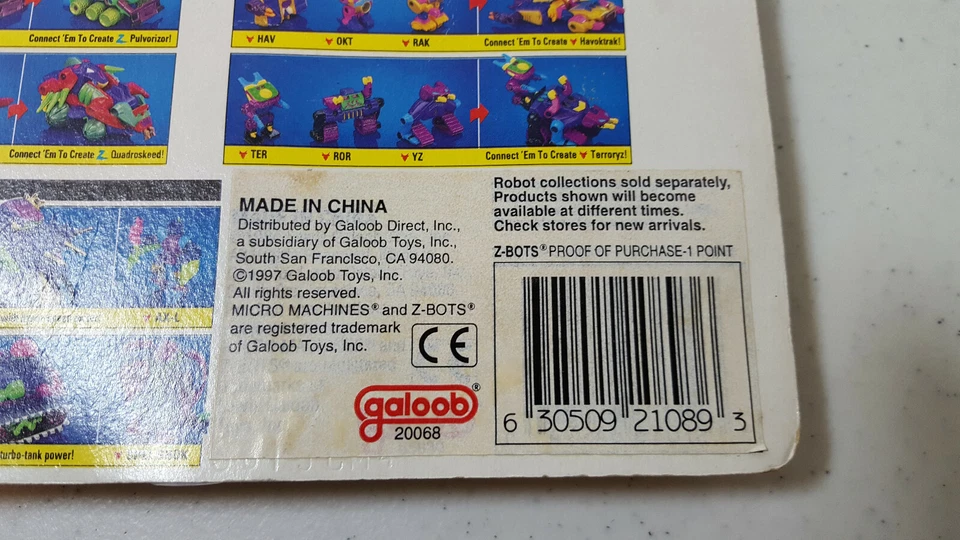 Connect 'Em To Create Z Pulvorizor!
HAV OKT RAK Connect 'Em To Create Havoktrak!
Connect 'Em To Create Z Quadroskeed!
TER ROR YZ Connect 'Em To Create Terroryz!
AX-L
turbo-tank power!
MADE IN CHINA
Distributed by Galoob Direct, Inc.,
a subsidiary of Galoob Toys, Inc.,
South San Francisco, CA 94080.
©1997 Galoob Toys, Inc.
All rights reserved.
MICRO MACHINES® and Z-BOTS®
are registered trademark
of Galoob Toys, Inc.
CE
galoob®
20068
Robot collections sold separately,
Products shown will become
available at different times.
Check stores for new arrivals.
Z-BOTS® PROOF OF PURCHASE-1 POINT
6 30509 21089 3